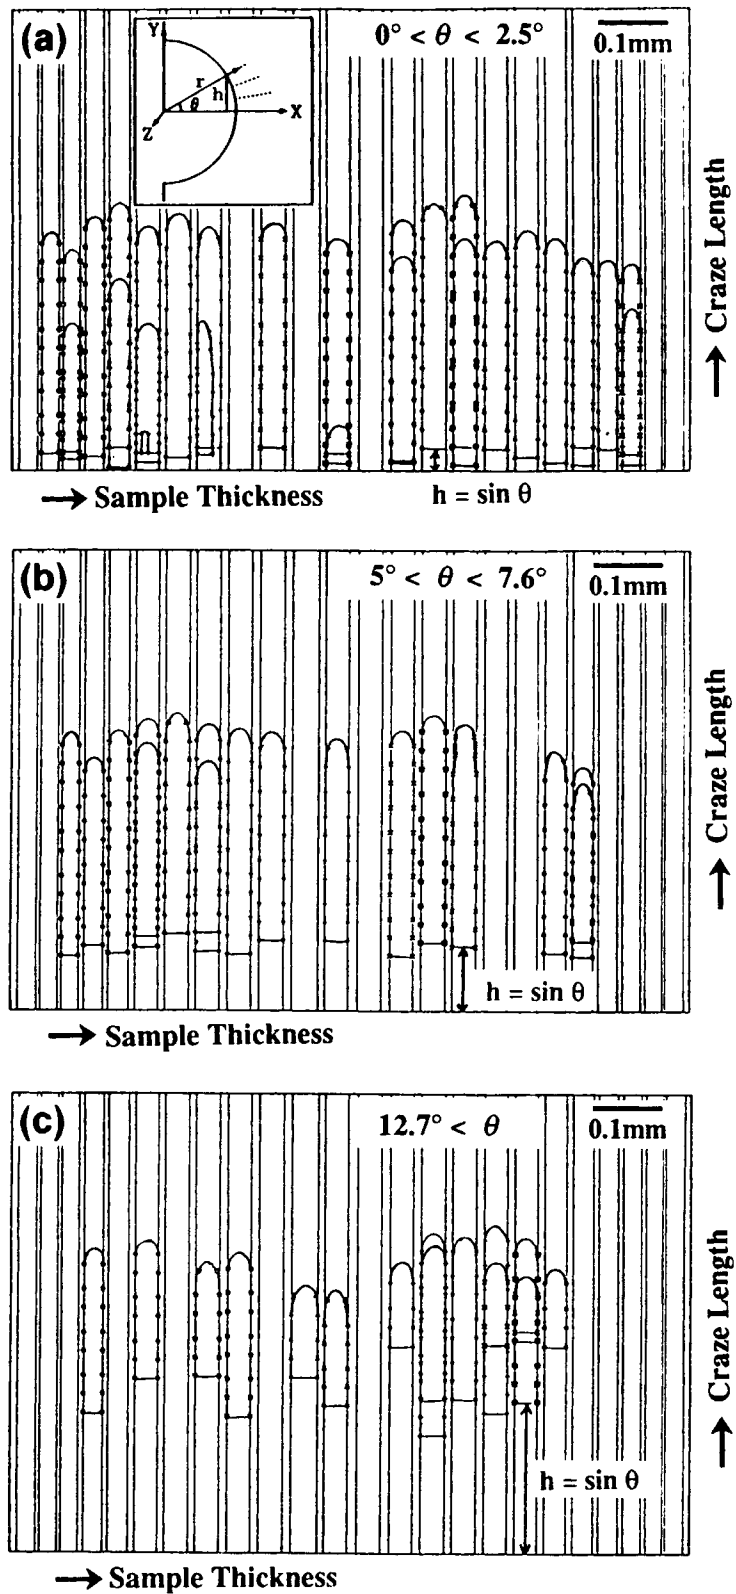 (a)
0° < θ < 2.5°
0.1mm
Y
r
h
θ
X
Z
→ Craze Length
→ Sample Thickness
h = sin θ
(b)
5° < θ < 7.6°
0.1mm
→ Craze Length
h = sin θ
→ Sample Thickness
(c)
12.7° < θ
0.1mm
→ Craze Length
h = sin θ
→ Sample Thickness